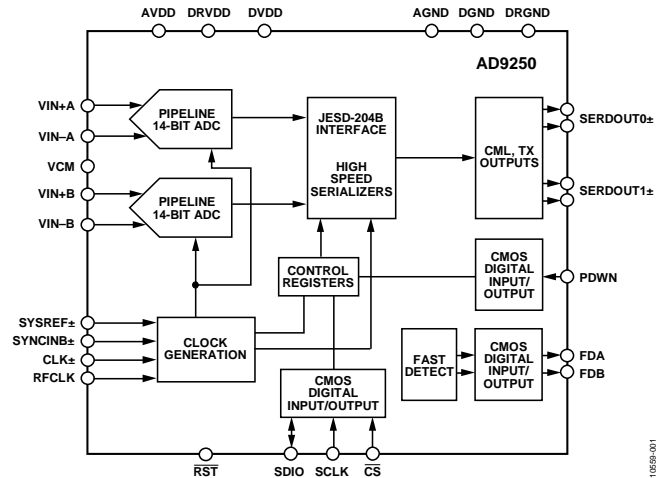 AVDD DRVDD DVDD AGND DGND DRGND
AD9250
VIN+A
VIN–A
VCM
VIN+B
VIN–B
PIPELINE
14-BIT ADC
PIPELINE
14-BIT ADC
JESD-204B
INTERFACE
HIGH
SPEED
SERIALIZERS
CML, TX
OUTPUTS
SERDOUT0±
SERDOUT1±
CONTROL
REGISTERS
CMOS
DIGITAL
INPUT/
OUTPUT
PDWN
SYSREF±
SYNCINB±
CLK±
RFCLK
CLOCK
GENERATION
FAST
DETECT
CMOS
DIGITAL
INPUT/
OUTPUT
FDA
FDB
CMOS
DIGITAL
INPUT/OUTPUT
RST SDIO SCLK CS
10559-001